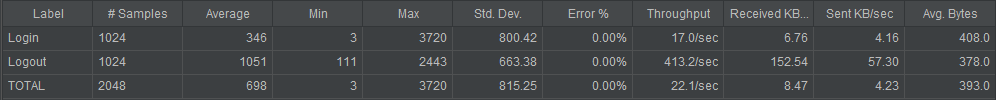 Label # Samples Average Min Max Std. Dev. Error % Throughput Received KB... Sent KB/sec Avg. Bytes
Login 1024 346 3 3720 800.42 0.00% 17.0/sec 6.76 4.16 408.0
Logout 1024 1051 111 2443 663.38 0.00% 413.2/sec 152.54 57.30 378.0
TOTAL 2048 698 3 3720 815.25 0.00% 22.1/sec 8.47 4.23 393.0